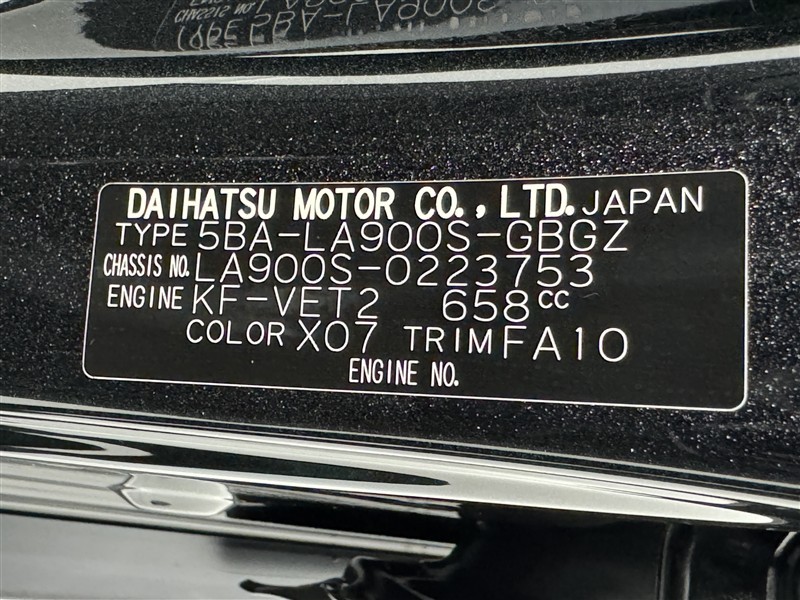 DAIHATSU MOTOR CO., LTD. JAPAN
TYPE 5BA-LA900S-GBGZ
CHASSIS NO. LA900S-0223753
ENGINE KF-VET2 658CC
COLOR X07 TRIM FA10
ENGINE NO.